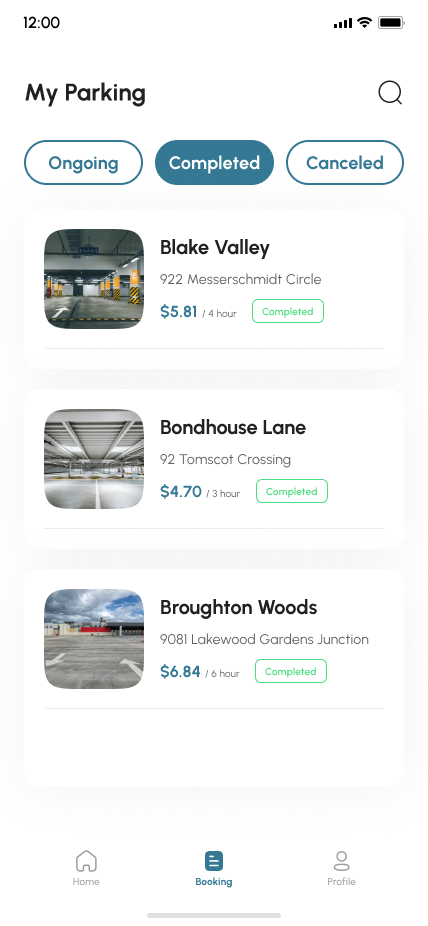 12:00
My Parking
Ongoing Completed Canceled
Blake Valley
922 Messerschmidt Circle
$5.81 / 4 hour Completed
Bondhouse Lane
92 Tomscot Crossing
$4.70 / 3 hour Completed
Broughton Woods
9081 Lakewood Gardens Junction
$6.84 / 6 hour Completed
Home Booking Profile